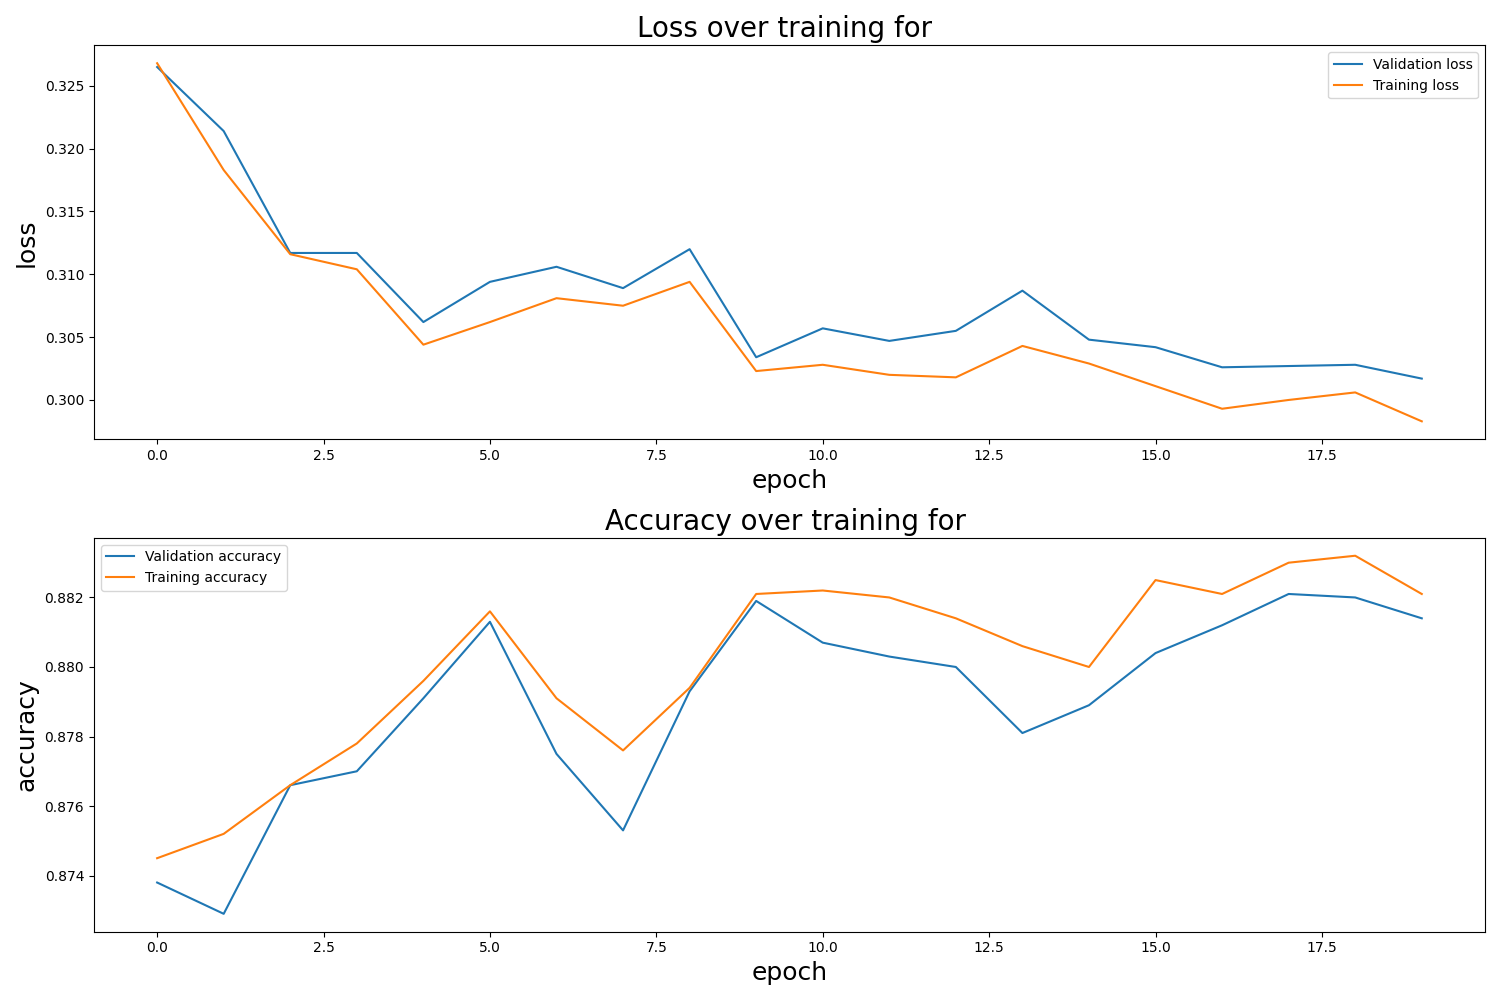 Loss over training for
loss
0.325
0.320
0.315
0.310
0.305
0.300
Validation loss
Training loss
0.0 2.5 5.0 7.5 10.0 12.5 15.0 17.5
epoch
Accuracy over training for
accuracy
0.882
0.880
0.878
0.876
0.874
Validation accuracy
Training accuracy
0.0 2.5 5.0 7.5 10.0 12.5 15.0 17.5
epoch